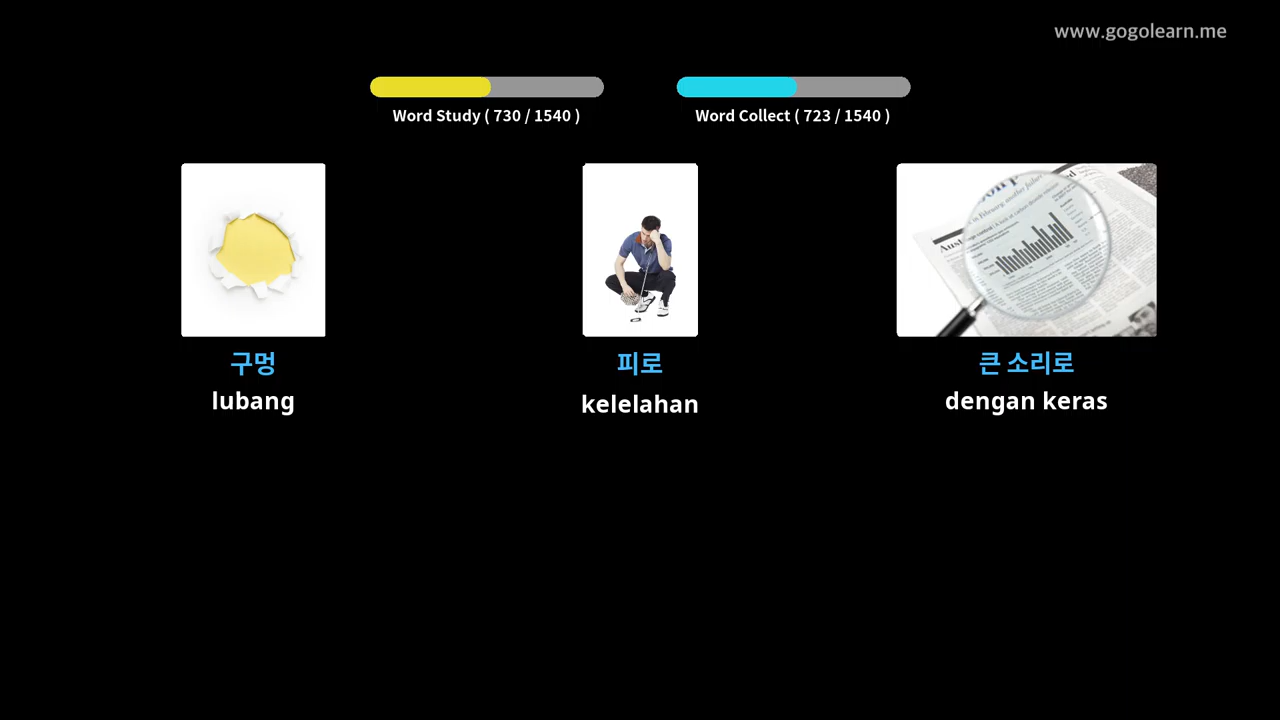 www.gogolearn.me
Word Study ( 730 / 1540 )
Word Collect ( 723 / 1540 )
구멍
피로
큰 소리로
lubang
kelelahan
dengan keras